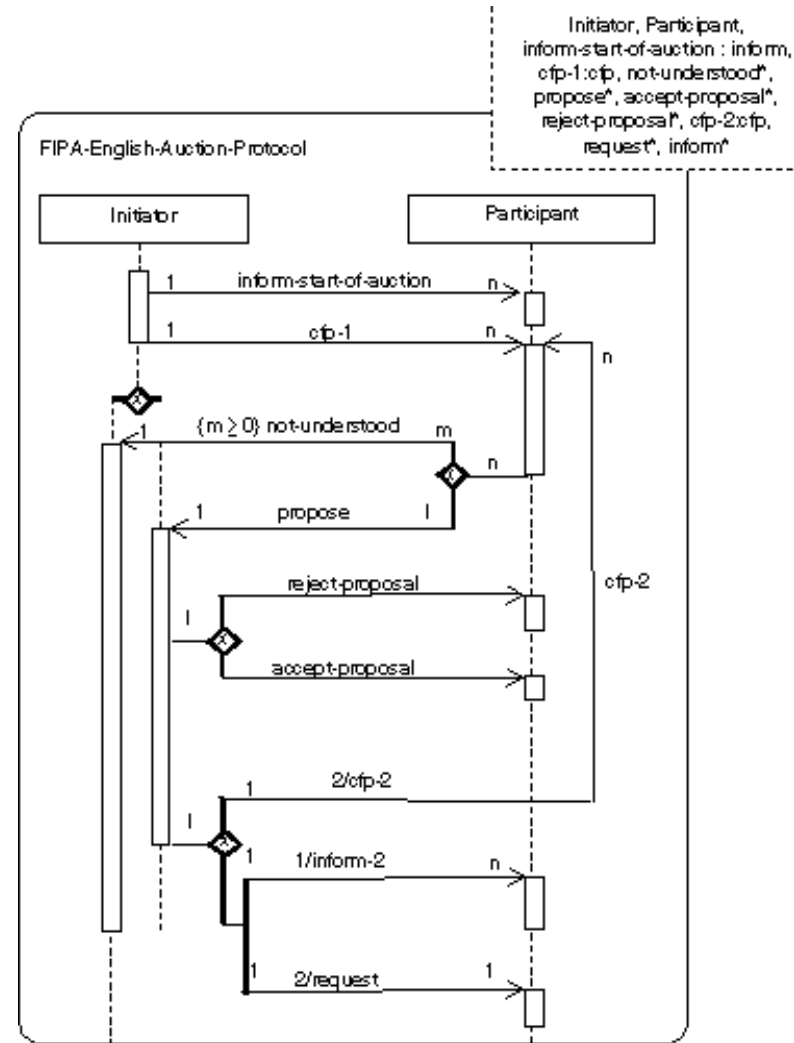 Initiator, Participant,
inform-start-of-auction : inform,
cfp-1:cfp, not-understood*,
propose*, accept-proposal*,
reject-proposal*, cfp-2:cfp,
request*, inform*
FIPA-English-Auction-Protocol
Initiator
Participant
1 inform-start-of-auction n
1 cfp-1 n
n
x
1 {m ≥ 0} not-understood m
x n
1 propose l
reject-proposal
cfp-2
l x
accept-proposal
1 2/cfp-2
l x
1 1/inform-2 n
1 2/request 1